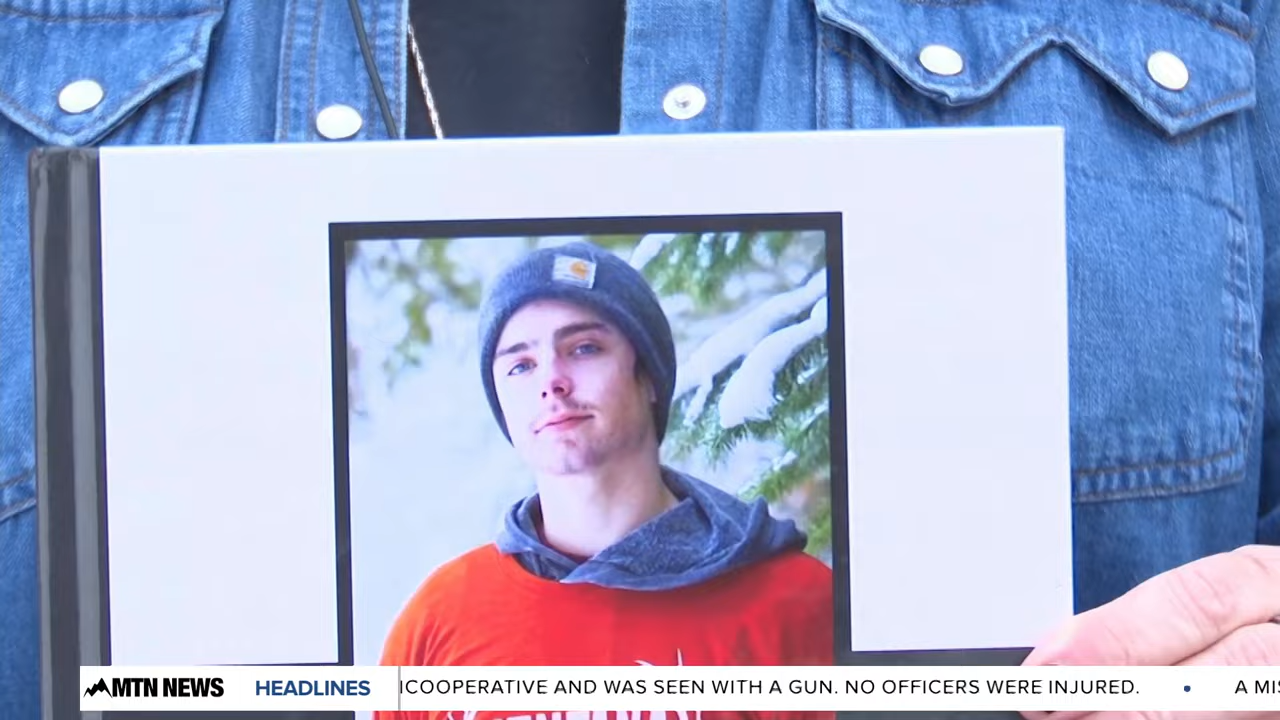 MTN NEWS
HEADLINES
ICOOPERATIVE AND WAS SEEN WITH A GUN. NO OFFICERS WERE INJURED. • A MIS